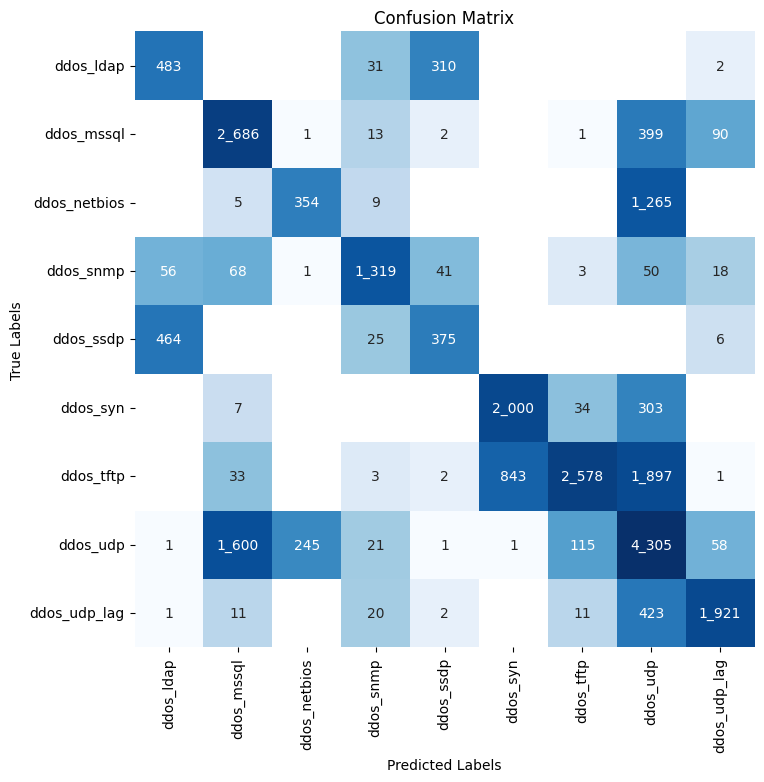 Confusion Matrix
True Labels
ddos_ldap 483 31 310 2
ddos_mssql 2_686 1 13 2 1 399 90
ddos_netbios 5 354 9 1_265
ddos_snmp 56 68 1 1_319 41 3 50 18
ddos_ssdp 464 25 375 6
ddos_syn 7 2_000 34 303
ddos_tftp 33 3 2 843 2_578 1_897 1
ddos_udp 1 1_600 245 21 1 1 115 4_305 58
ddos_udp_lag 1 11 20 2 11 423 1_921
ddos_ldap ddos_mssql ddos_netbios ddos_snmp ddos_ssdp ddos_syn ddos_tftp ddos_udp ddos_udp_lag
Predicted Labels